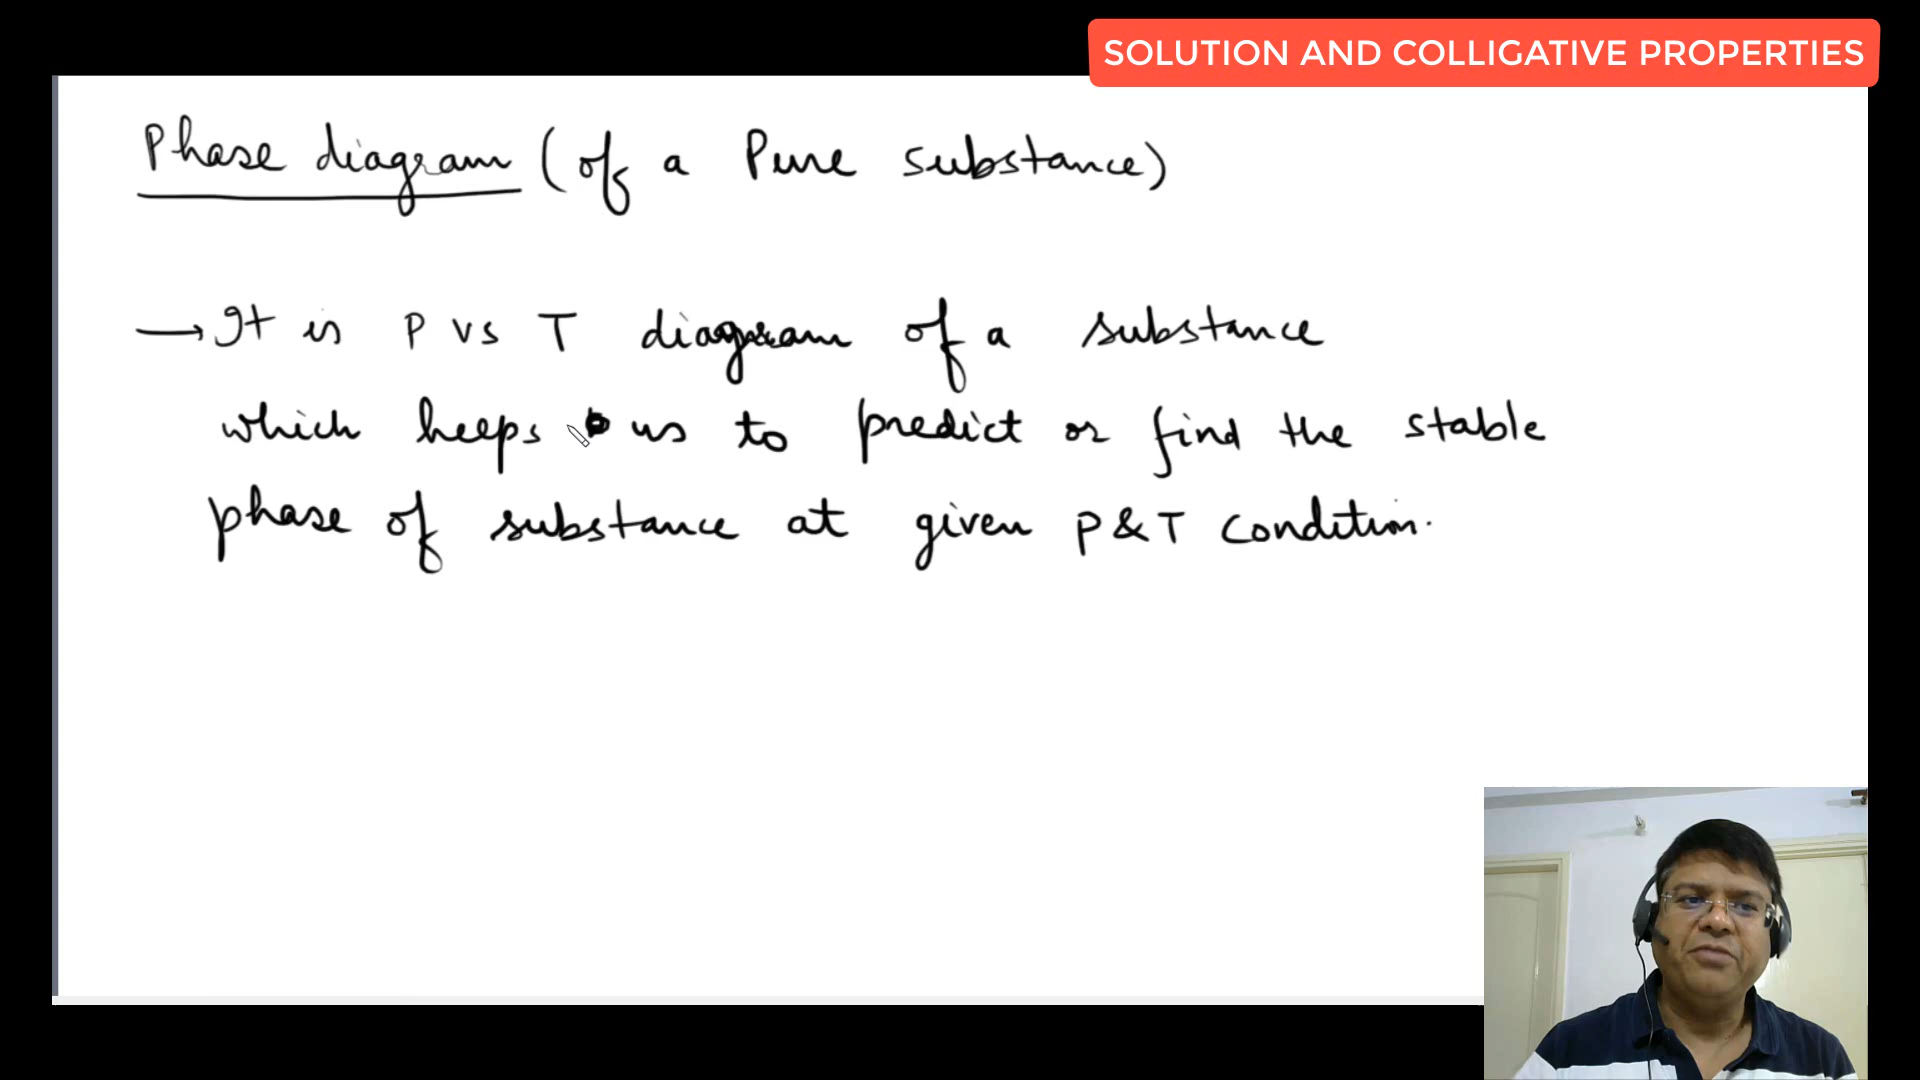 SOLUTION AND COLLIGATIVE PROPERTIES
Phase diagram (of a Pure substance)
→ It is P vs T diagram of a substance
which heeps us to predict or find the stable
phase of substance at given P & T condition.